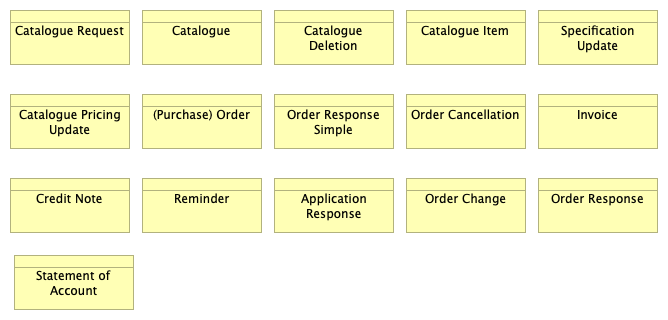 Catalogue Request
Catalogue
Catalogue
Deletion
Catalogue Item
Specification
Update
Catalogue Pricing
Update
(Purchase) Order
Order Response
Simple
Order Cancellation
Invoice
Credit Note
Reminder
Application
Response
Order Change
Order Response
Statement of
Account